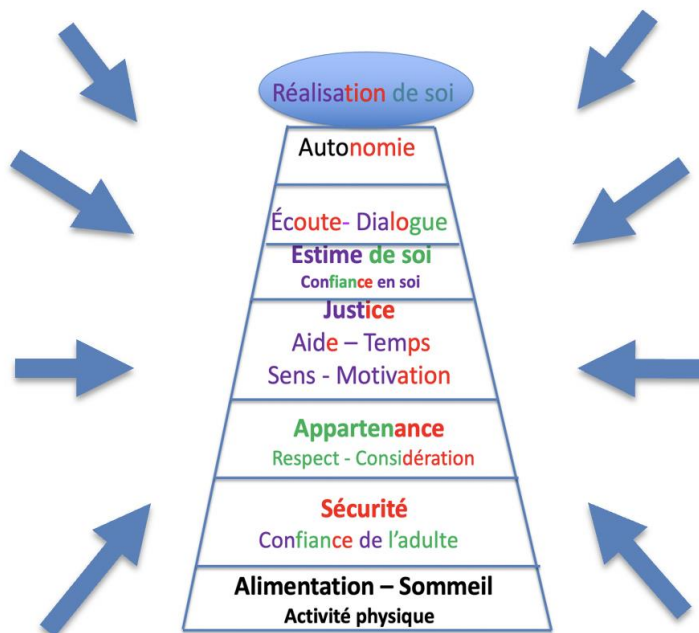 Réalisation de soi
Autonomie
Écoute- Dialogue
Estime de soi
Confiance en soi
Justice
Aide – Temps
Sens - Motivation
Appartenance
Respect - Considération
Sécurité
Confiance de l’adulte
Alimentation – Sommeil
Activité physique